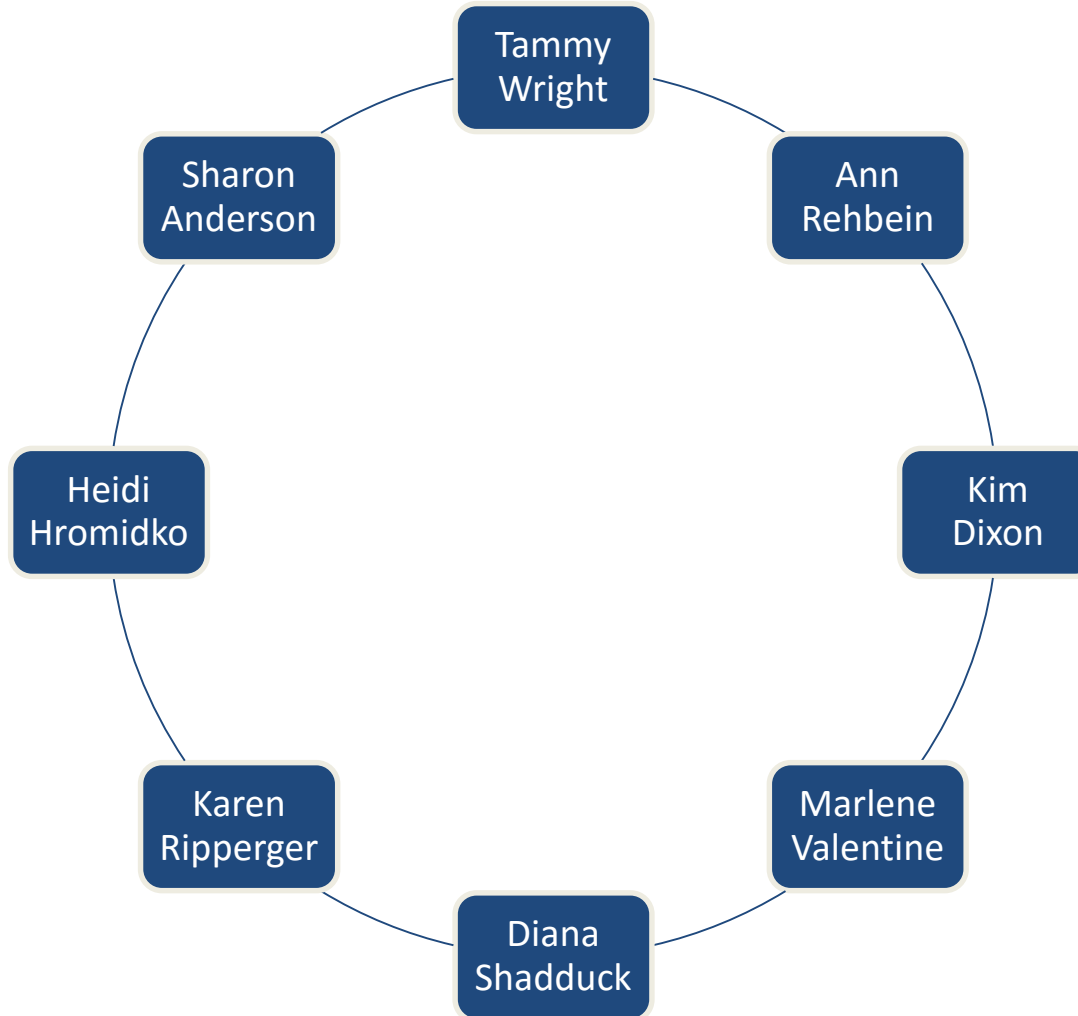 Tammy
Wright
Ann
Rehbein
Kim
Dixon
Marlene
Valentine
Diana
Shadduck
Karen
Ripperger
Heidi
Hromidko
Sharon
Anderson